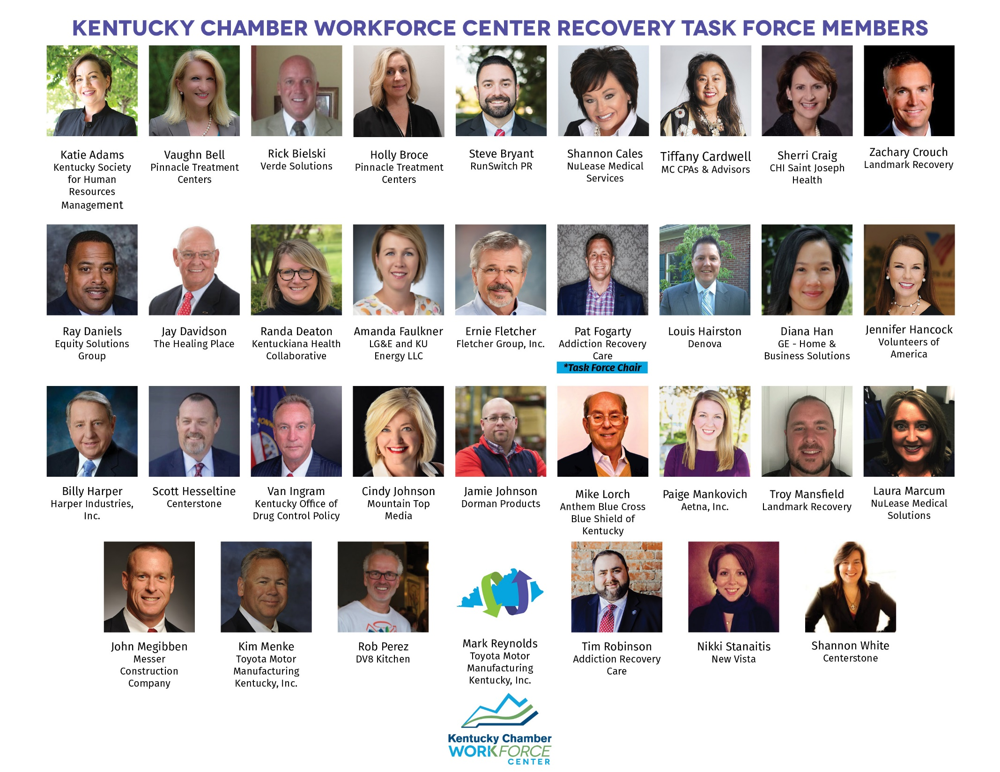 KENTUCKY CHAMBER WORKFORCE CENTER RECOVERY TASK FORCE MEMBERS
Katie Adams
Kentucky Society
for Human
Resources
Management
Vaughn Bell
Pinnacle Treatment
Centers
Rick Bielski
Verde Solutions
Holly Broce
Pinnacle Treatment
Centers
Steve Bryant
RunSwitch PR
Shannon Cales
NuLease Medical
Services
Tiffany Cardwell
MC CPAs & Advisors
Sherri Craig
CHI Saint Joseph
Health
Zachary Crouch
Landmark Recovery
Ray Daniels
Equity Solutions
Group
Jay Davidson
The Healing Place
Randa Deaton
Kentuckiana Health
Collaborative
Amanda Faulkner
LG&E and KU
Energy LLC
Ernie Fletcher
Fletcher Group, Inc.
Pat Fogarty
Addiction Recovery
Care
*Task Force Chair
Louis Hairston
Denova
Diana Han
GE - Home &
Business Solutions
Jennifer Hancock
Volunteers of
America
Billy Harper
Harper Industries,
Inc.
Scott Hesseltine
Centerstone
Van Ingram
Kentucky Office of
Drug Control Policy
Cindy Johnson
Mountain Top
Media
Jamie Johnson
Dorman Products
Mike Lorch
Anthem Blue Cross
Blue Shield of
Kentucky
Paige Mankovich
Aetna, Inc.
Troy Mansfield
Landmark Recovery
Laura Marcum
NuLease Medical
Solutions
John Megibben
Messer
Construction
Company
Kim Menke
Toyota Motor
Manufacturing
Kentucky, Inc.
Rob Perez
DV8 Kitchen
Mark Reynolds
Toyota Motor
Manufacturing
Kentucky, Inc.
Tim Robinson
Addiction Recovery
Care
Nikki Stanaitis
New Vista
Shannon White
Centerstone
Kentucky Chamber
WORKFORCE
CENTER